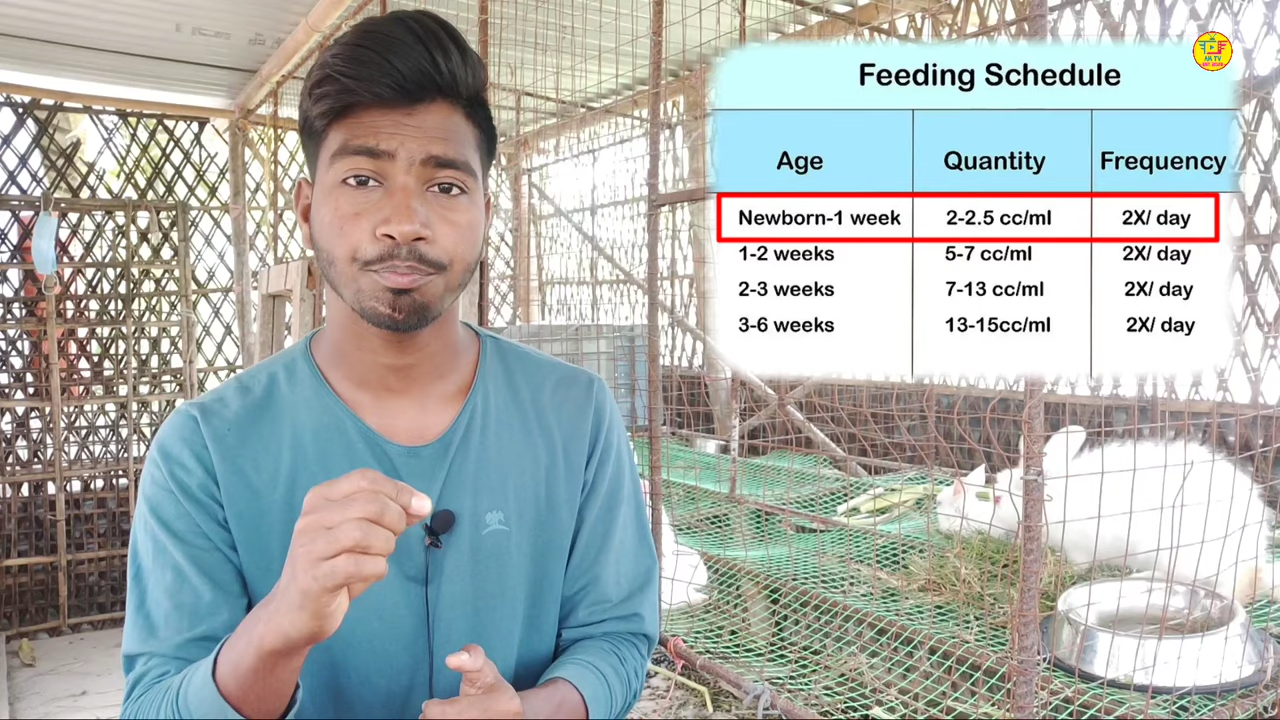 AK TV
Feeding Schedule
Age Quantity Frequency
Newborn-1 week 2-2.5 cc/ml 2X/ day
1-2 weeks 5-7 cc/ml 2X/ day
2-3 weeks 7-13 cc/ml 2X/ day
3-6 weeks 13-15cc/ml 2X/ day